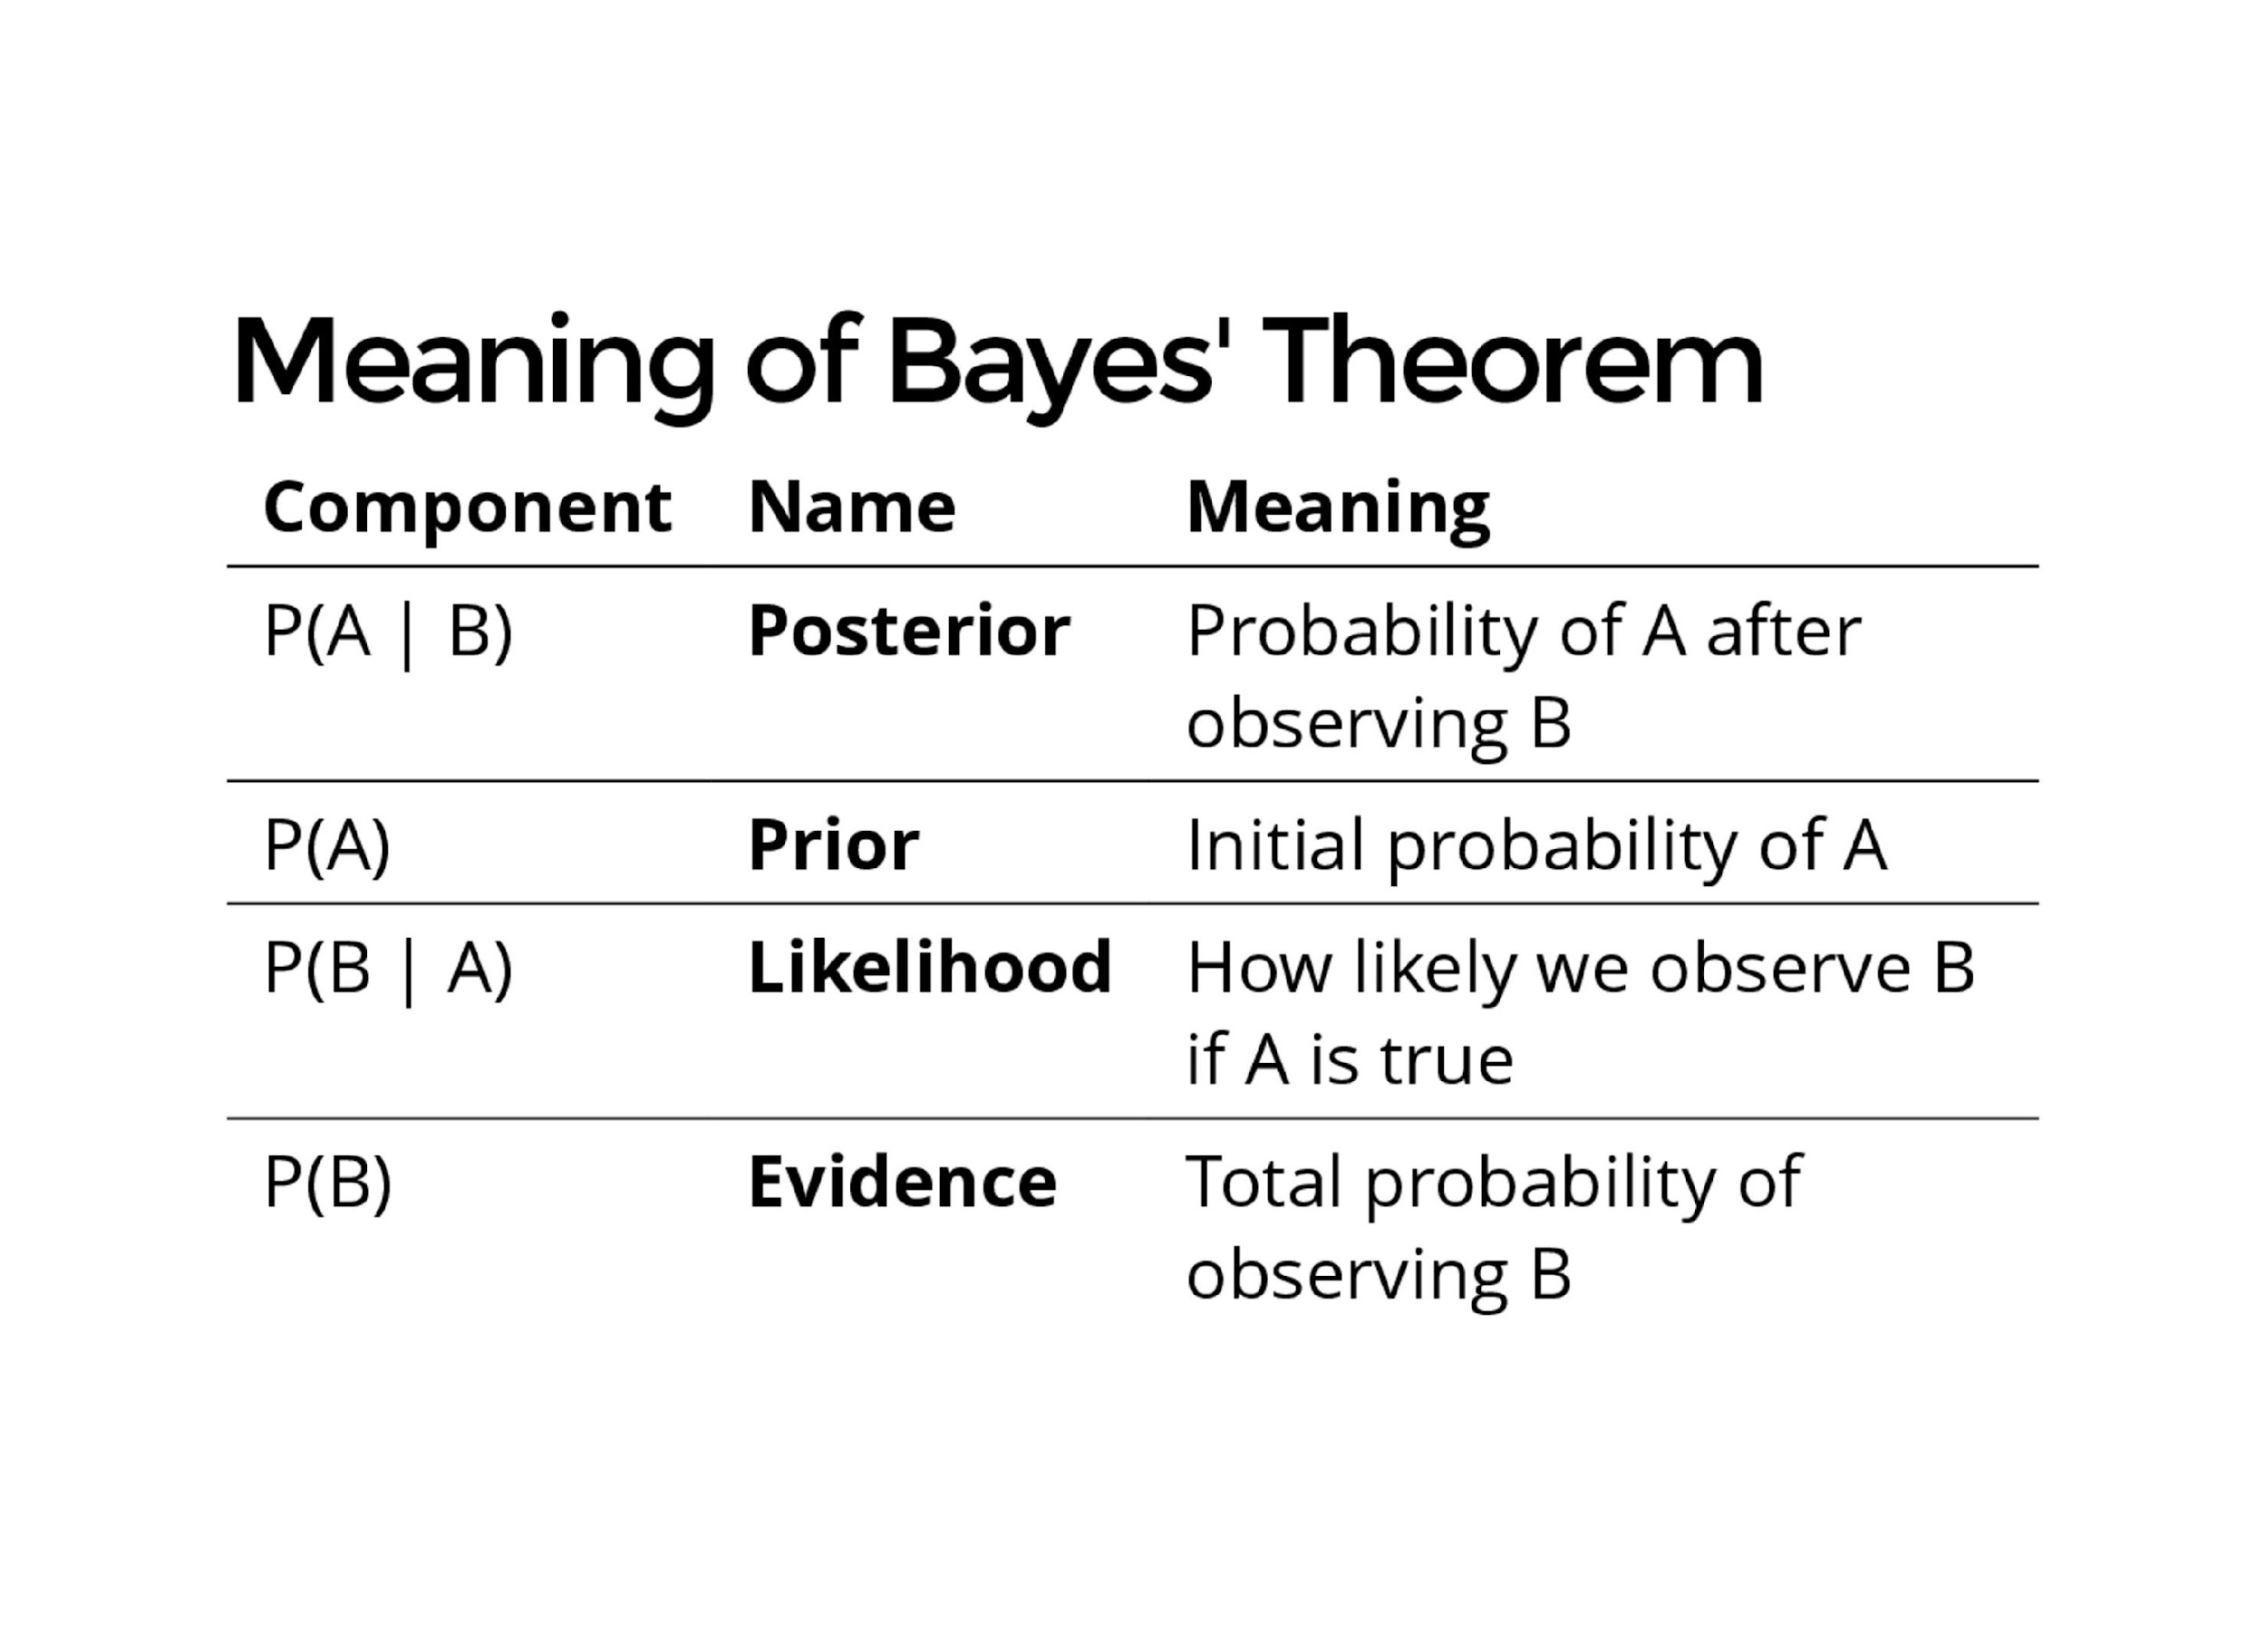 Meaning of Bayes' Theorem
Component Name Meaning
P(A | B) Posterior Probability of A after
observing B
P(A) Prior Initial probability of A
P(B | A) Likelihood How likely we observe B
if A is true
P(B) Evidence Total probability of
observing B